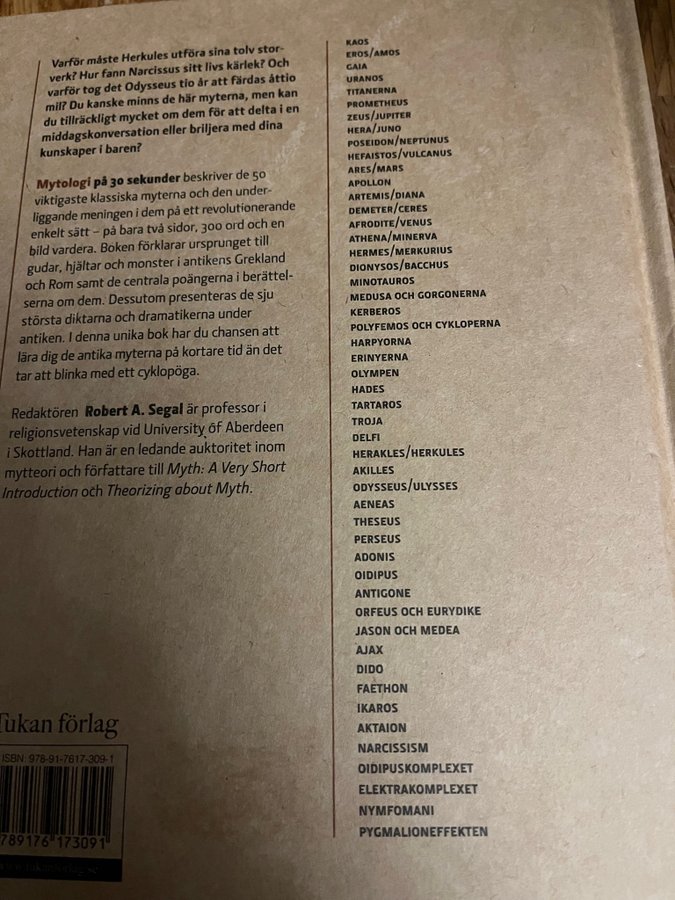 Varför måste Herkules utföra sina tolv stor-
verk? Hur fann Narcissus sitt livs kärlek? Och
varför tog det Odysseus tio år att färdas åttio
mil? Du kanske minns de här myterna, men kan
du tillräckligt mycket om dem för att delta i en
middagskonversation eller briljera med dina
kunskaper i baren?
Mytologi på 30 sekunder beskriver de 50
viktigaste klassiska myterna och den under-
liggande meningen i dem på ett revolutionerande
enkelt sätt – på bara två sidor, 300 ord och en
bild vardera. Boken förklarar ursprunget till
gudar, hjältar och monster i antikens Grekland
och Rom samt de centrala poängerna i berättel-
serna om dem. Dessutom presenteras de sju
största diktarna och dramatikerna under
antiken. I denna unika bok har du chansen att
lära dig de antika myterna på kortare tid än det
tar att blinka med ett cyklopöga.
Redaktören Robert A. Segal är professor i
religionsvetenskap vid University of Aberdeen
i Skottland. Han är en ledande auktoritet inom
mytteori och författare till Myth: A Very Short
Introduction och Theorizing about Myth.
Tukan förlag
ISBN: 978-91-7617-309-1
789176 173091
KAOS
EROS/AMOS
GAIA
URANOS
TITANERNA
PROMETHEUS
ZEUS/JUPITER
HERA/JUNO
POSEIDON/NEPTUNUS
HEFAISTOS/VULCANUS
ARES/MARS
APOLLON
ARTEMIS/DIANA
DEMETER/CERES
AFRODITE/VENUS
ATHENA/MINERVA
HERMES/MERKURIUS
DIONYSOS/BACCHUS
MINOTAUROS
MEDUSA OCH GORGONERNA
KERBEROS
POLYFEMOS OCH CYKLOPERNA
HARPYORNA
ERINYERNA
OLYMPEN
HADES
TARTAROS
TROJA
DELFI
HERAKLES/HERKULES
AKILLES
ODYSSEUS/ULYSSES
AENEAS
THESEUS
PERSEUS
ADONIS
OIDIPUS
ANTIGONE
ORFEUS OCH EURYDIKE
JASON OCH MEDEA
AJAX
DIDO
FAETHON
IKAROS
AKTAION
NARCISSISM
OIDIPUSKOMPLEXET
ELEKTRAKOMPLEXET
NYMFOMANI
PYGMALIONEFFEKTEN